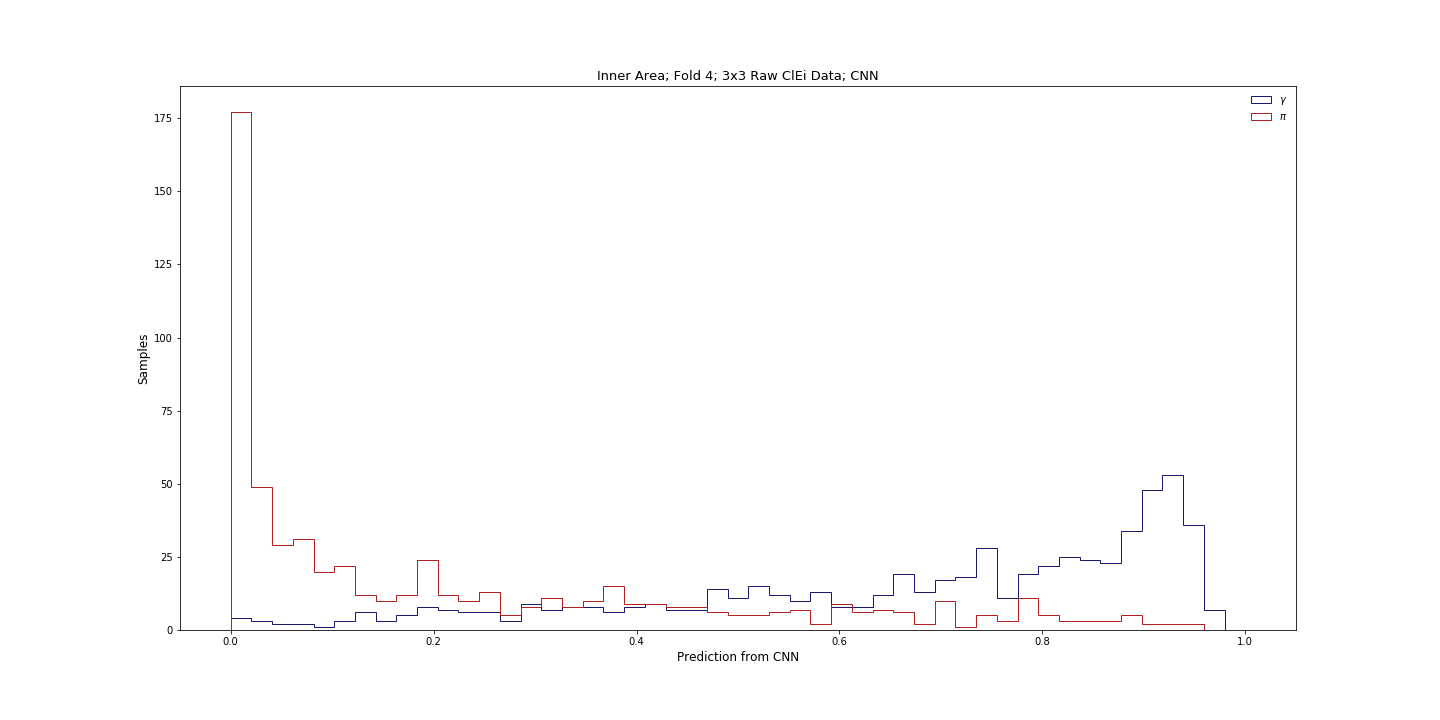 Inner Area; Fold 4; 3x3 Raw ClEi Data; CNN
γ
π
175
150
125
100
75
50
25
0
Samples
0.0 0.2 0.4 0.6 0.8 1.0
Prediction from CNN